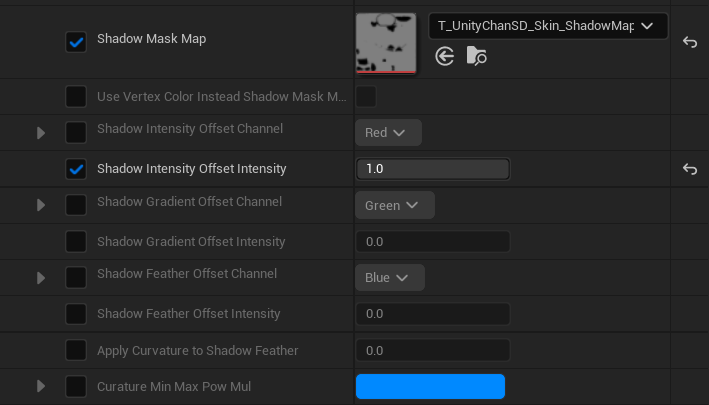 Shadow Mask Map
T_UnityChanSD_Skin_ShadowMap
Use Vertex Color Instead Shadow Mask M...
Shadow Intensity Offset Channel
Red
Shadow Intensity Offset Intensity
1.0
Shadow Gradient Offset Channel
Green
Shadow Gradient Offset Intensity
0.0
Shadow Feather Offset Channel
Blue
Shadow Feather Offset Intensity
0.0
Apply Curvature to Shadow Feather
0.0
Curature Min Max Pow Mul